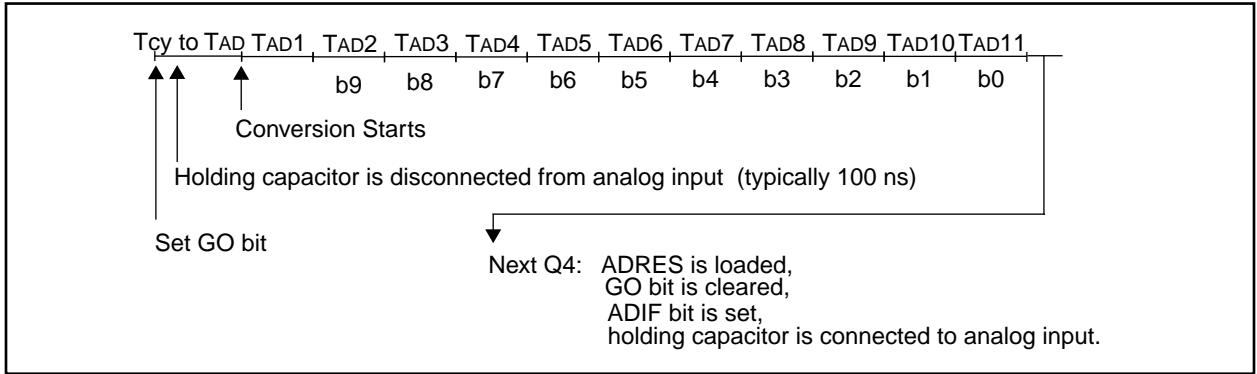 Tcy to TAD TAD1 TAD2 TAD3 TAD4 TAD5 TAD6 TAD7 TAD8 TAD9 TAD10 TAD11
b9 b8 b7 b6 b5 b4 b3 b2 b1 b0
Conversion Starts
Holding capacitor is disconnected from analog input (typically 100 ns)
Set GO bit
Next Q4: ADRES is loaded,
GO bit is cleared,
ADIF bit is set,
holding capacitor is connected to analog input.